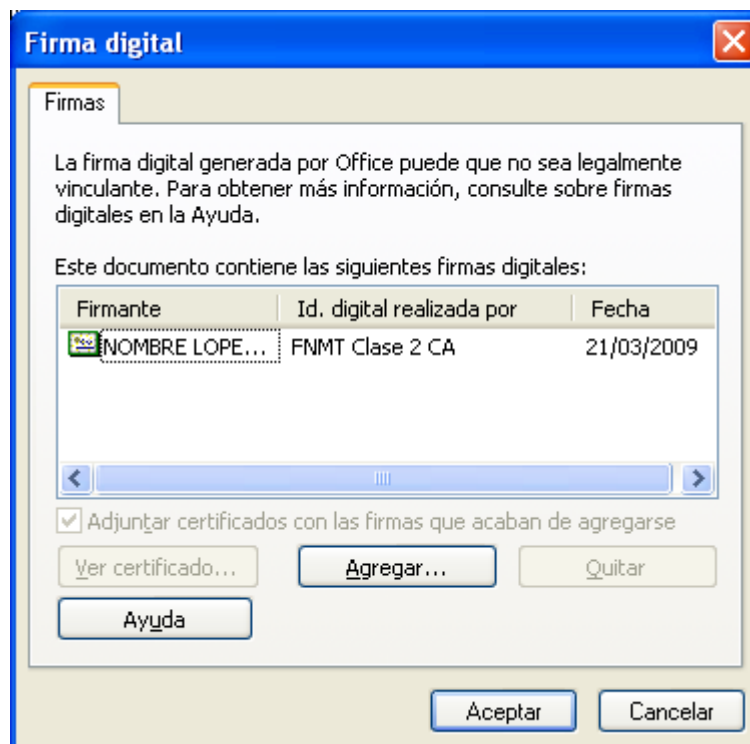 Firma digital
Firmas
La firma digital generada por Office puede que no sea legalmente
vinculante. Para obtener más información, consulte sobre firmas
digitales en la Ayuda.
Este documento contiene las siguientes firmas digitales:
Firmante Id. digital realizada por Fecha
NOMBRE LOPE... FNMT Clase 2 CA 21/03/2009
Adjuntar certificados con las firmas que acaban de agregarse
Ver certificado... Agregar... Quitar
Ayuda
Aceptar Cancelar